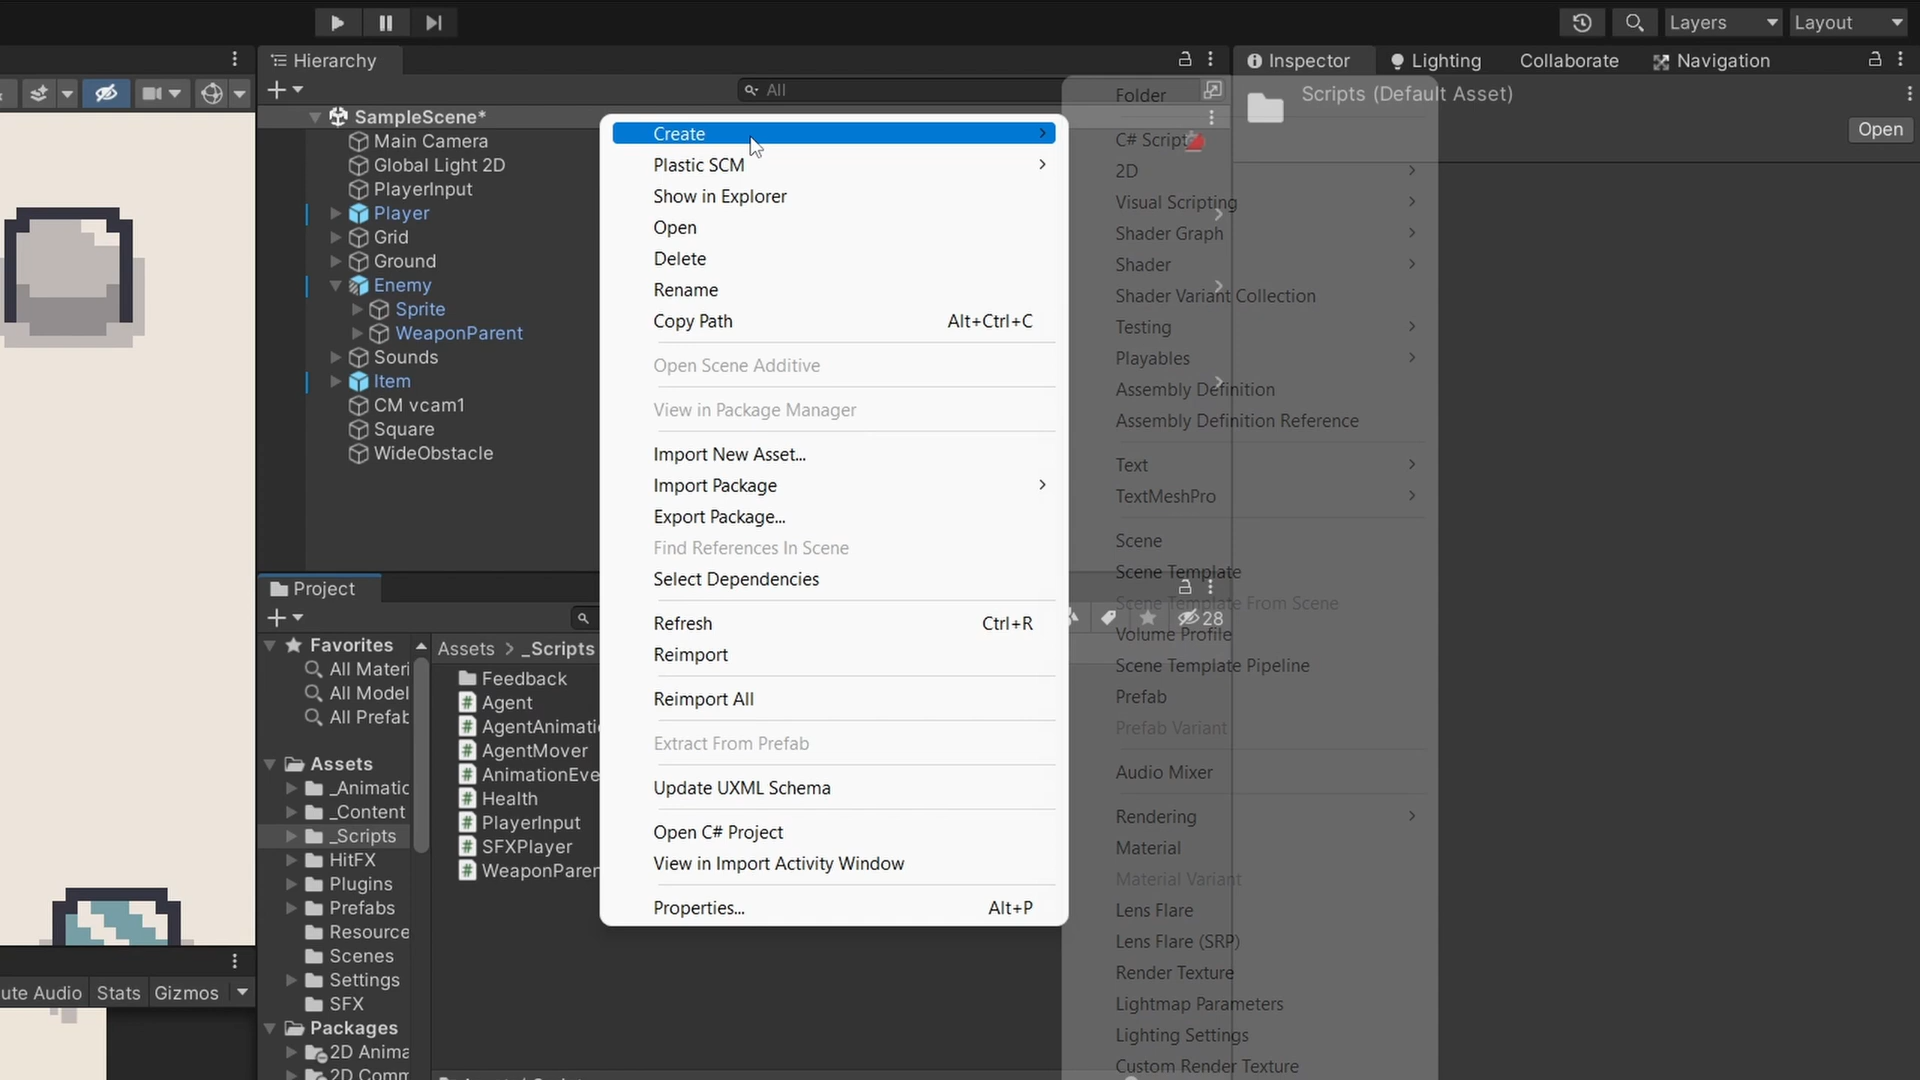 Layers
Layout
Hierarchy
Inspector
Lighting
Collaborate
Navigation
All
Scripts (Default Asset)
Open
SampleScene*
Main Camera
Global Light 2D
PlayerInput
Player
Grid
Ground
Enemy
Sprite
WeaponParent
Sounds
Item
CM vcam1
Square
WideObstacle
Create
Plastic SCM
Show in Explorer
Open
Delete
Rename
Copy Path Alt+Ctrl+C
Open Scene Additive
View in Package Manager
Import New Asset...
Import Package
Export Package...
Find References In Scene
Select Dependencies
Refresh Ctrl+R
Reimport
Reimport All
Extract From Prefab
Update UXML Schema
Open C# Project
View in Import Activity Window
Properties... Alt+P
Folder
C# Script
2D
Visual Scripting
Shader Graph
Shader
Shader Variant Collection
Testing
Playables
Assembly Definition
Assembly Definition Reference
Text
TextMeshPro
Scene
Scene Template
Scene Template From Scene
Volume Profile
Scene Template Pipeline
Prefab
Prefab Variant
Audio Mixer
Rendering
Material
Material Variant
Lens Flare
Lens Flare (SRP)
Render Texture
Lightmap Parameters
Lighting Settings
Custom Render Texture
Project
28
Favorites
All Materi
All Model
All Prefab
Assets
_Animatic
_Content
_Scripts
HitFX
Plugins
Prefabs
Resource
Scenes
Settings
SFX
Packages
2D Anima
2D Comm
Assets > _Scripts
Feedback
Agent
AgentAnimatic
AgentMover
AnimationEve
Health
PlayerInput
SFXPlayer
WeaponParen
ute Audio Stats Gizmos